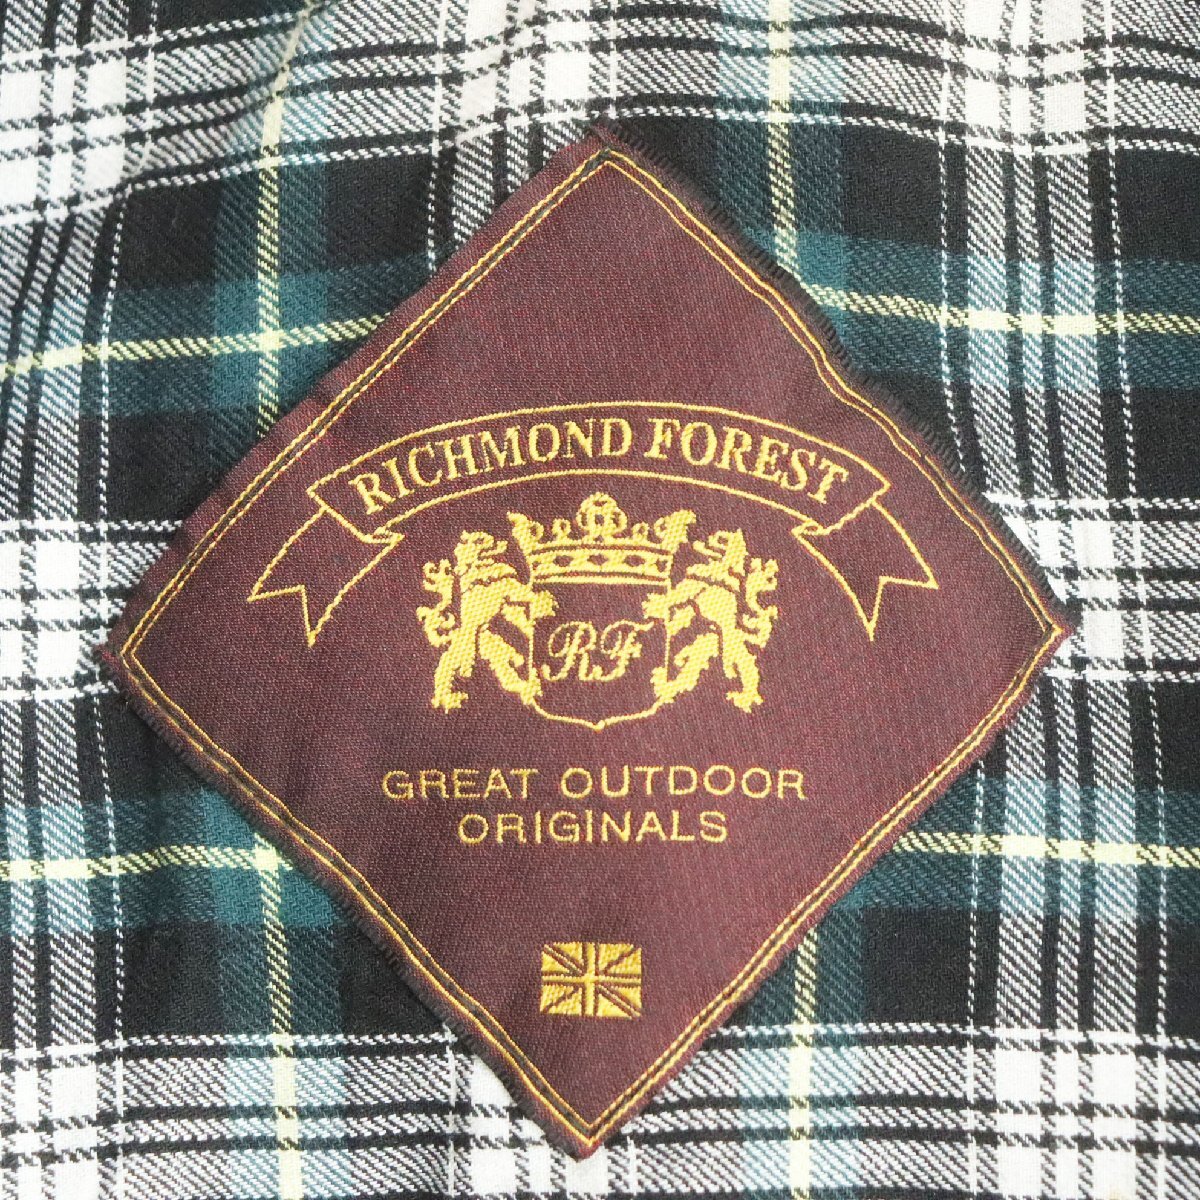 RICHMOND FOREST
RF
GREAT OUTDOOR
ORIGINALS